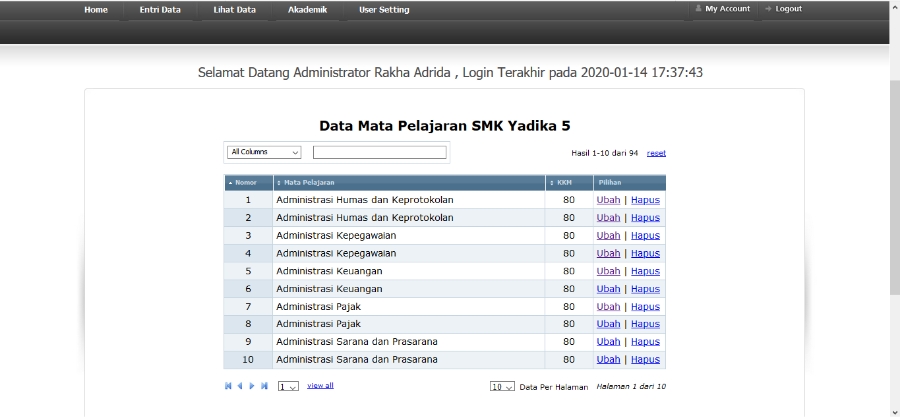 Home Entri Data Lihat Data Akademik User Setting My Account Logout
Selamat Datang Administrator Rakha Adrida , Login Terakhir pada 2020-01-14 17:37:43
Data Mata Pelajaran SMK Yadika 5
All Columns Hasil 1-10 dari 94 reset
Nomor Mata Pelajaran KKM Pilihan
1 Administrasi Humas dan Keprotokolan 80 Ubah | Hapus
2 Administrasi Humas dan Keprotokolan 80 Ubah | Hapus
3 Administrasi Kepegawaian 80 Ubah | Hapus
4 Administrasi Kepegawaian 80 Ubah | Hapus
5 Administrasi Keuangan 80 Ubah | Hapus
6 Administrasi Keuangan 80 Ubah | Hapus
7 Administrasi Pajak 80 Ubah | Hapus
8 Administrasi Pajak 80 Ubah | Hapus
9 Administrasi Sarana dan Prasarana 80 Ubah | Hapus
10 Administrasi Sarana dan Prasarana 80 Ubah | Hapus
1 view all 10 Data Per Halaman Halaman 1 dari 10